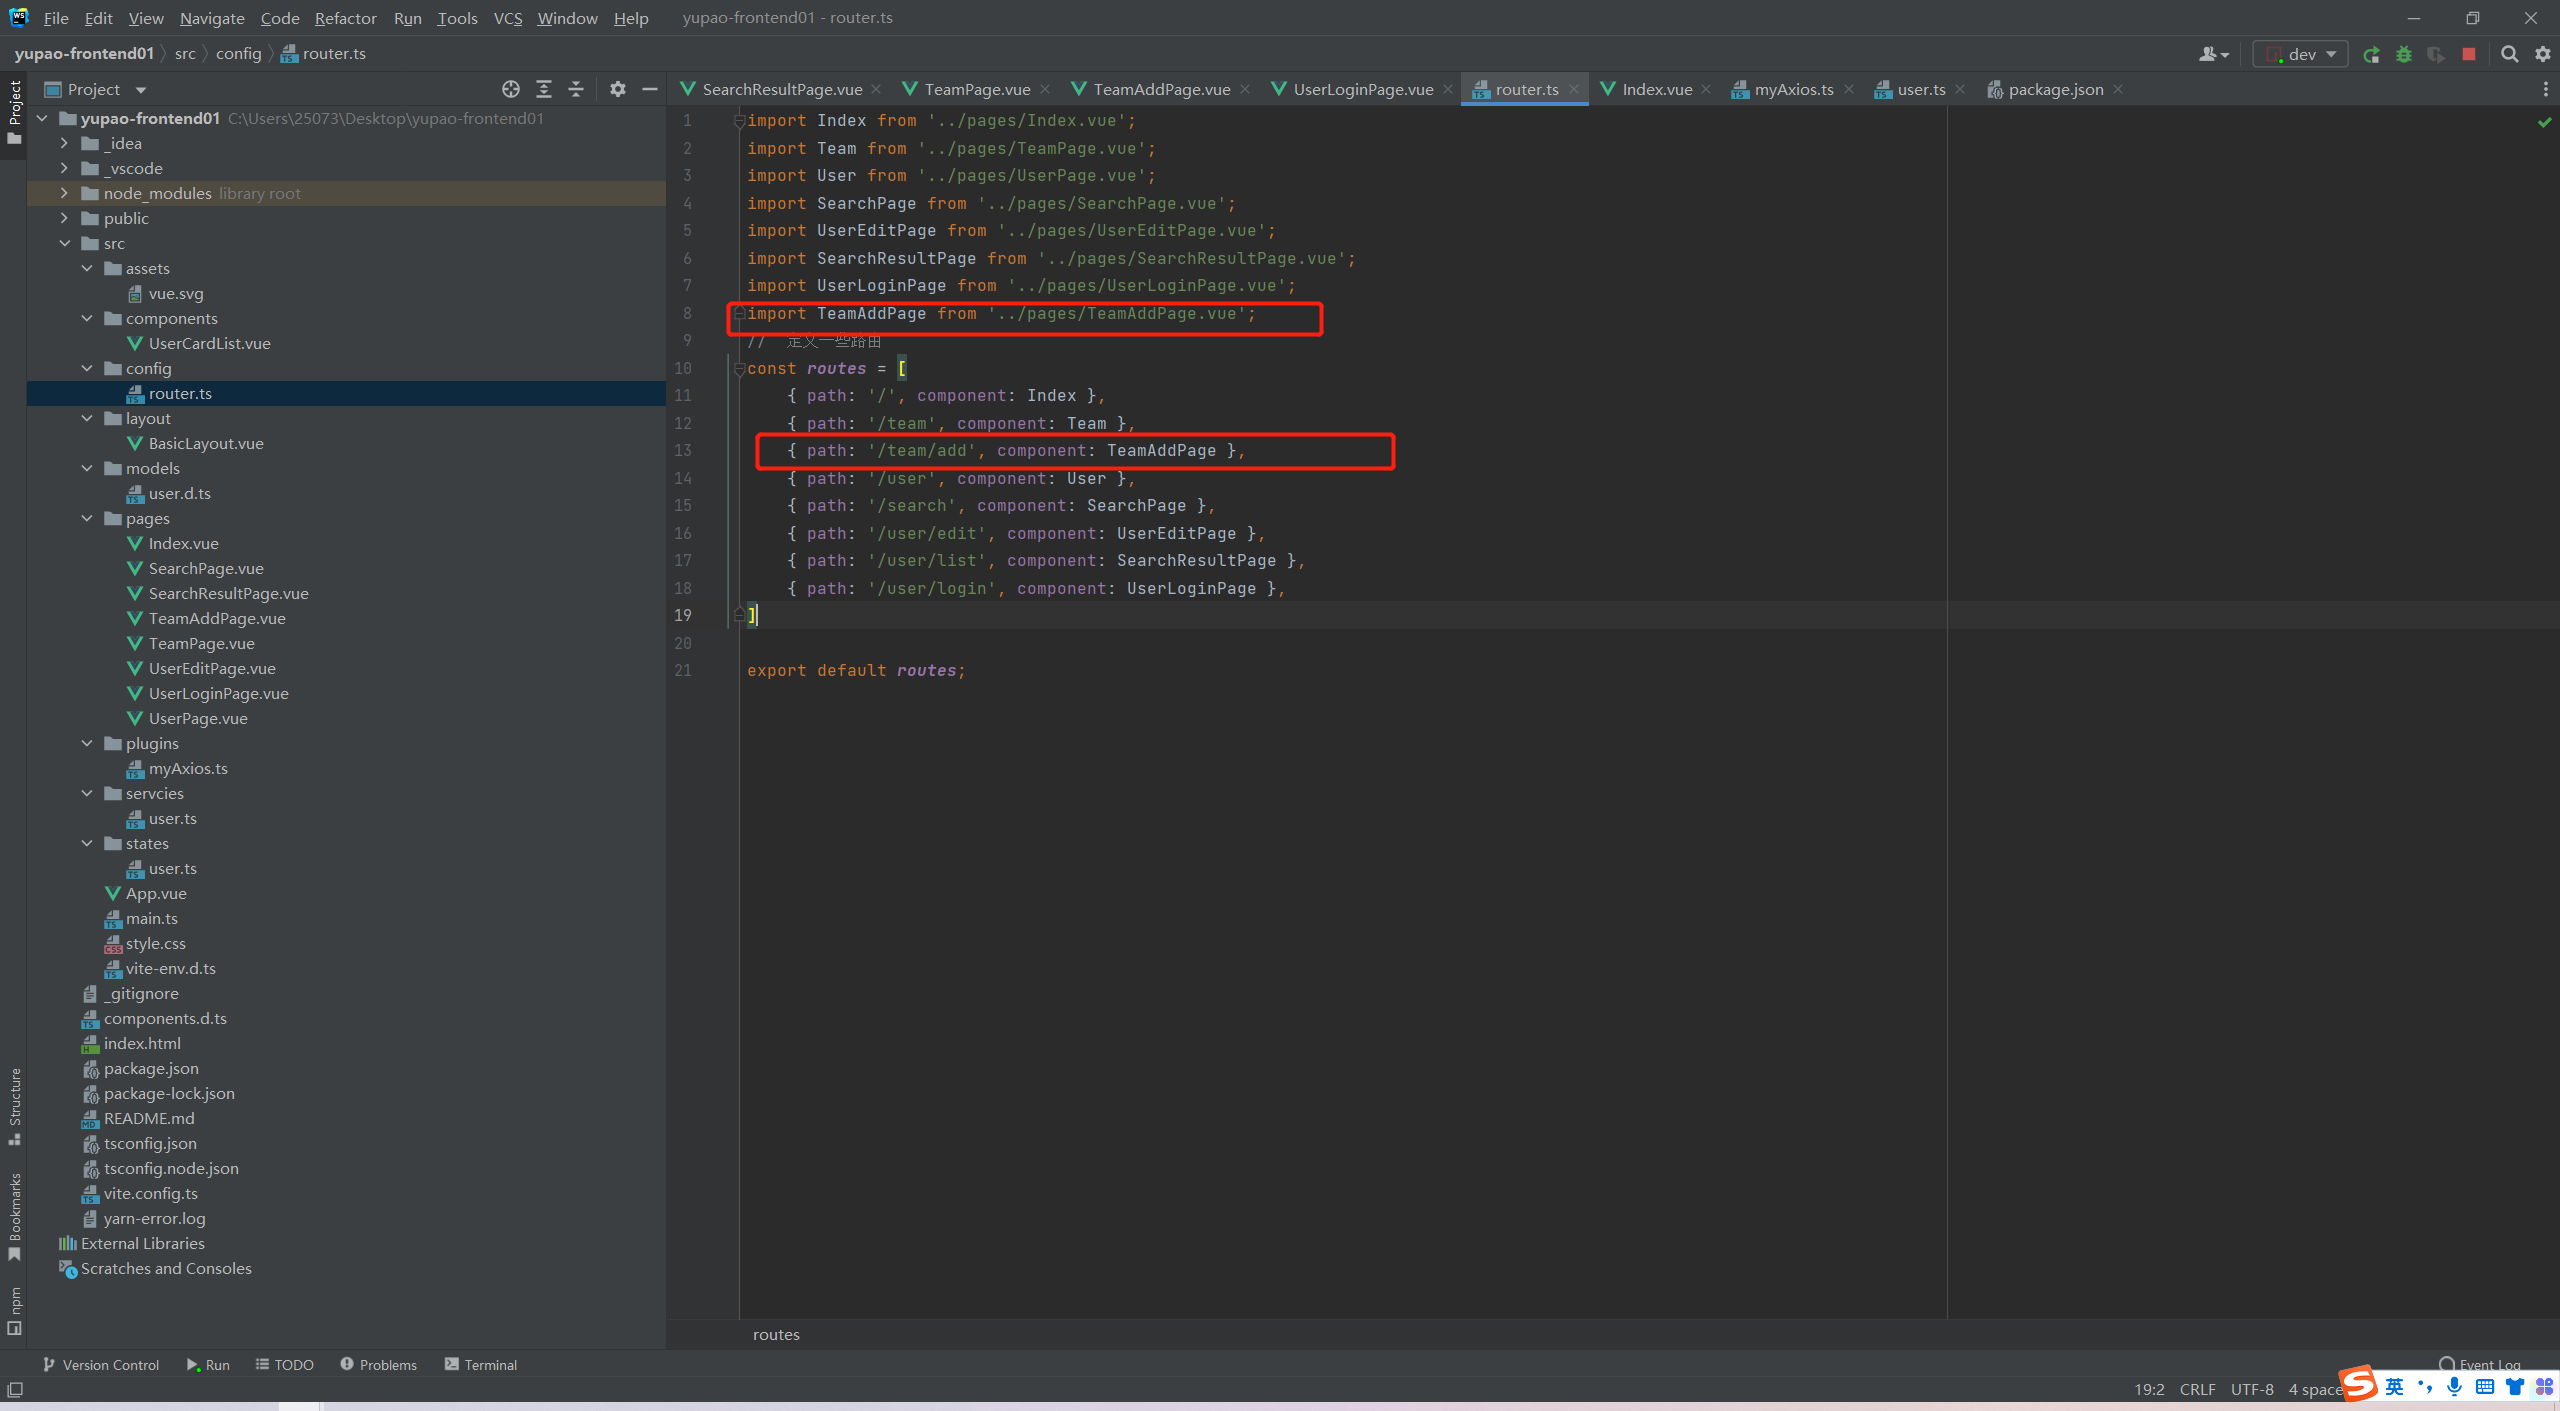 File Edit View Navigate Code Refactor Run Tools VCS Window Help yupao-frontend01 - router.ts
yupao-frontend01 src config router.ts
dev
Project
SearchResultPage.vue TeamPage.vue TeamAddPage.vue UserLoginPage.vue router.ts Index.vue myAxios.ts user.ts package.json
Project
yupao-frontend01 C:\Users\25073\Desktop\yupao-frontend01
_idea
_vscode
node_modules library root
public
src
assets
vue.svg
components
UserCardList.vue
config
router.ts
layout
BasicLayout.vue
models
user.d.ts
pages
Index.vue
SearchPage.vue
SearchResultPage.vue
TeamAddPage.vue
TeamPage.vue
UserEditPage.vue
UserLoginPage.vue
UserPage.vue
plugins
myAxios.ts
servcies
user.ts
states
user.ts
App.vue
main.ts
style.css
vite-env.d.ts
_gitignore
components.d.ts
index.html
package.json
package-lock.json
README.md
tsconfig.json
tsconfig.node.json
vite.config.ts
yarn-error.log
External Libraries
Scratches and Consoles
Structure
Bookmarks
npm
1 import Index from '../pages/Index.vue';
2 import Team from '../pages/TeamPage.vue';
3 import User from '../pages/UserPage.vue';
4 import SearchPage from '../pages/SearchPage.vue';
5 import UserEditPage from '../pages/UserEditPage.vue';
6 import SearchResultPage from '../pages/SearchResultPage.vue';
7 import UserLoginPage from '../pages/UserLoginPage.vue';
8 import TeamAddPage from '../pages/TeamAddPage.vue';
9 // 定义一些路由
10 const routes = [
11 { path: '/', component: Index },
12 { path: '/team', component: Team },
13 { path: '/team/add', component: TeamAddPage },
14 { path: '/user', component: User },
15 { path: '/search', component: SearchPage },
16 { path: '/user/edit', component: UserEditPage },
17 { path: '/user/list', component: SearchResultPage },
18 { path: '/user/login', component: UserLoginPage },
19 ]
20
21 export default routes;
routes
Version Control Run TODO Problems Terminal Event Log
19:2 CRLF UTF-8 4 space
英